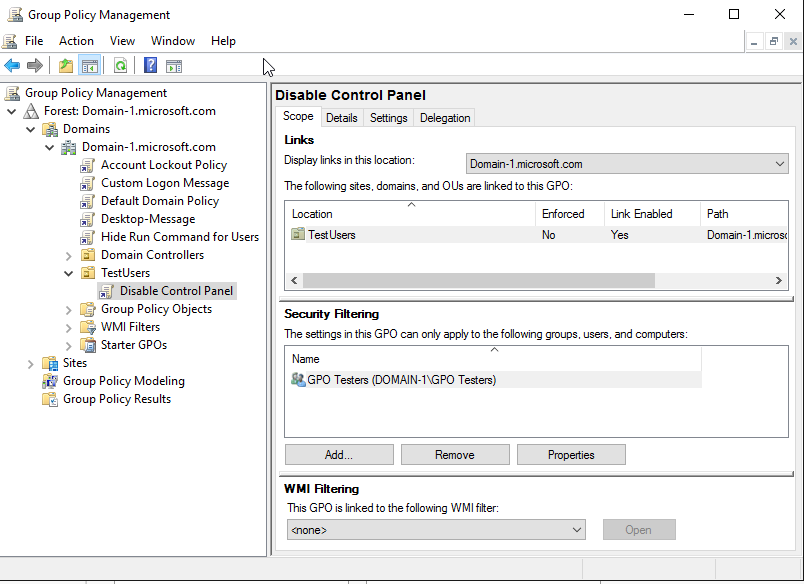 Group Policy Management
File Action View Window Help
Group Policy Management
Forest: Domain-1.microsoft.com
Domains
Domain-1.microsoft.com
Account Lockout Policy
Custom Logon Message
Default Domain Policy
Desktop-Message
Hide Run Command for Users
Domain Controllers
TestUsers
Disable Control Panel
Group Policy Objects
WMI Filters
Starter GPOs
Sites
Group Policy Modeling
Group Policy Results
Disable Control Panel
Scope Details Settings Delegation
Links
Display links in this location: Domain-1.microsoft.com
The following sites, domains, and OUs are linked to this GPO:
Location Enforced Link Enabled Path
TestUsers No Yes Domain-1.microsc
Security Filtering
The settings in this GPO can only apply to the following groups, users, and computers:
Name
GPO Testers (DOMAIN-1\GPO Testers)
Add... Remove Properties
WMI Filtering
This GPO is linked to the following WMI filter:
<none> Open